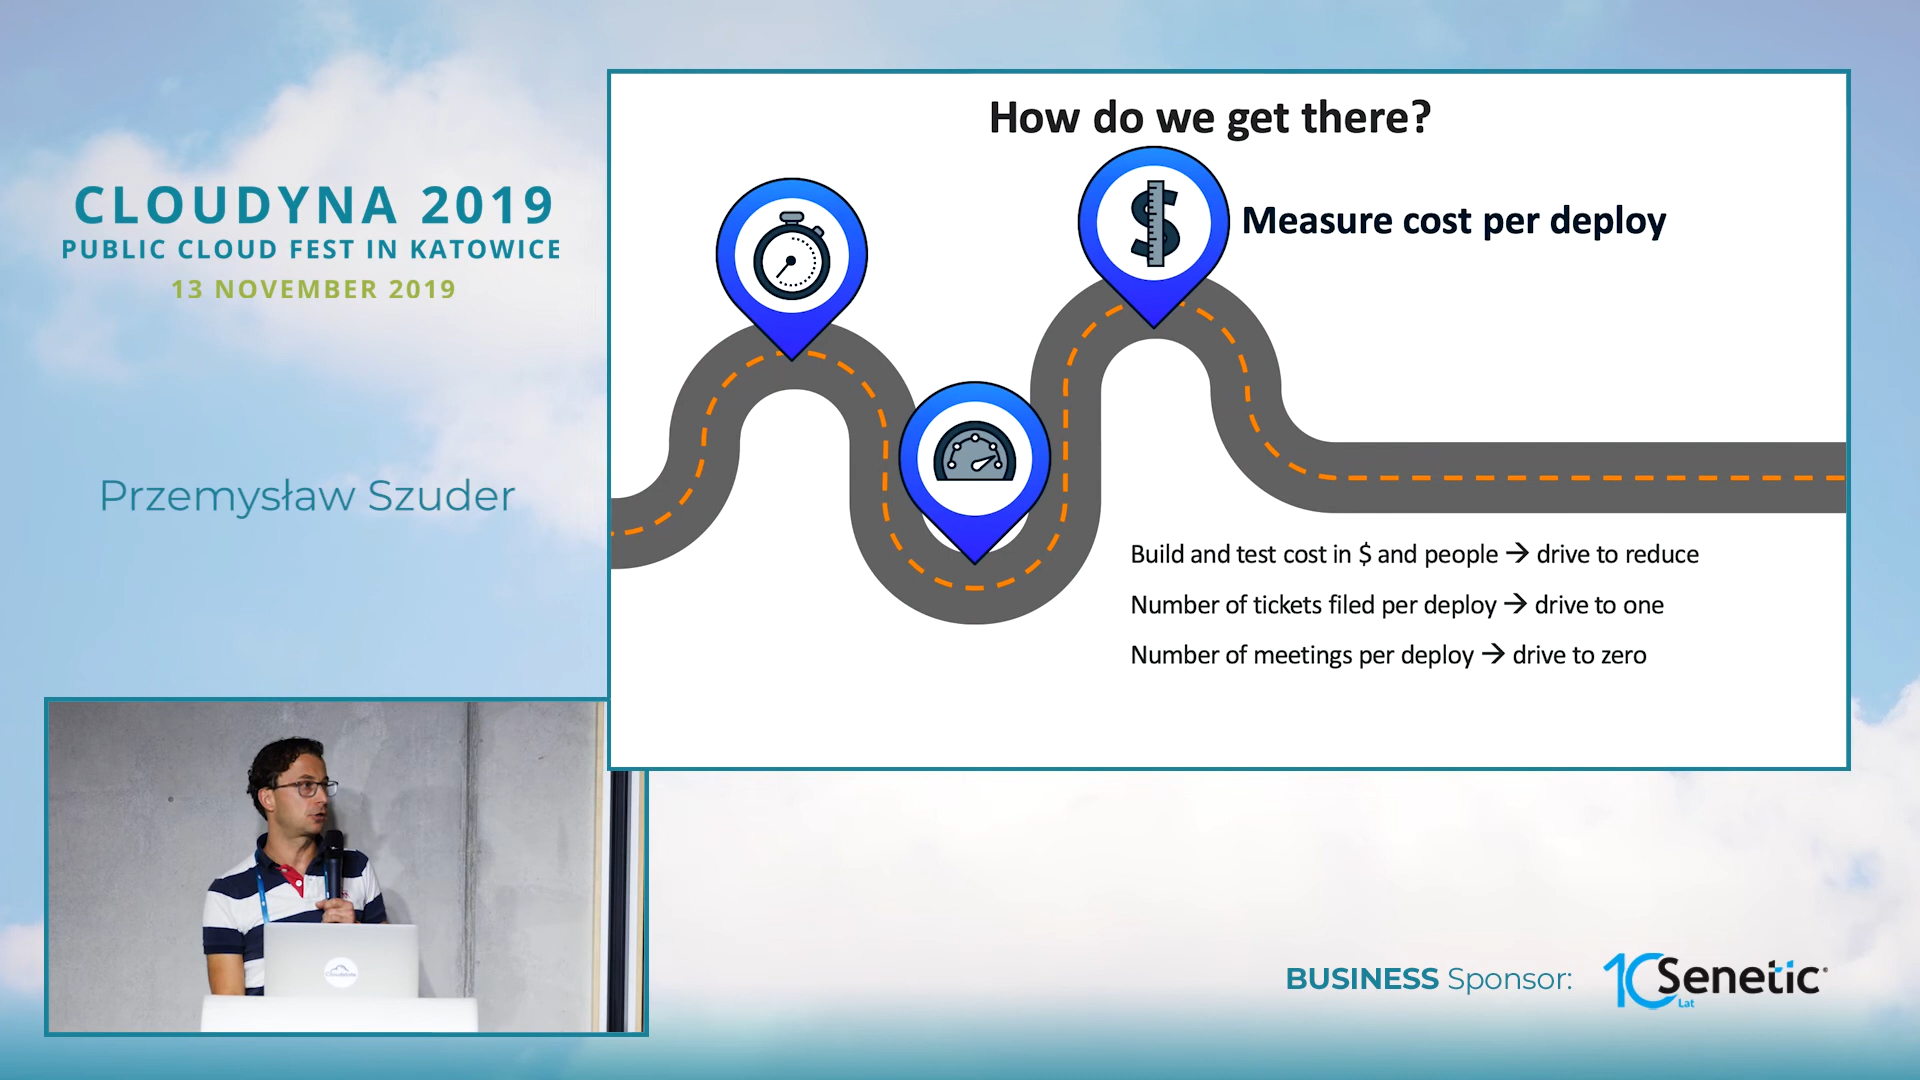 CLOUDYNA 2019
PUBLIC CLOUD FEST IN KATOWICE
13 NOVEMBER 2019
Przemysław Szuder
How do we get there?
Measure cost per deploy
Build and test cost in $ and people → drive to reduce
Number of tickets filed per deploy → drive to one
Number of meetings per deploy → drive to zero
BUSINESS Sponsor:
10 Lat Senetic